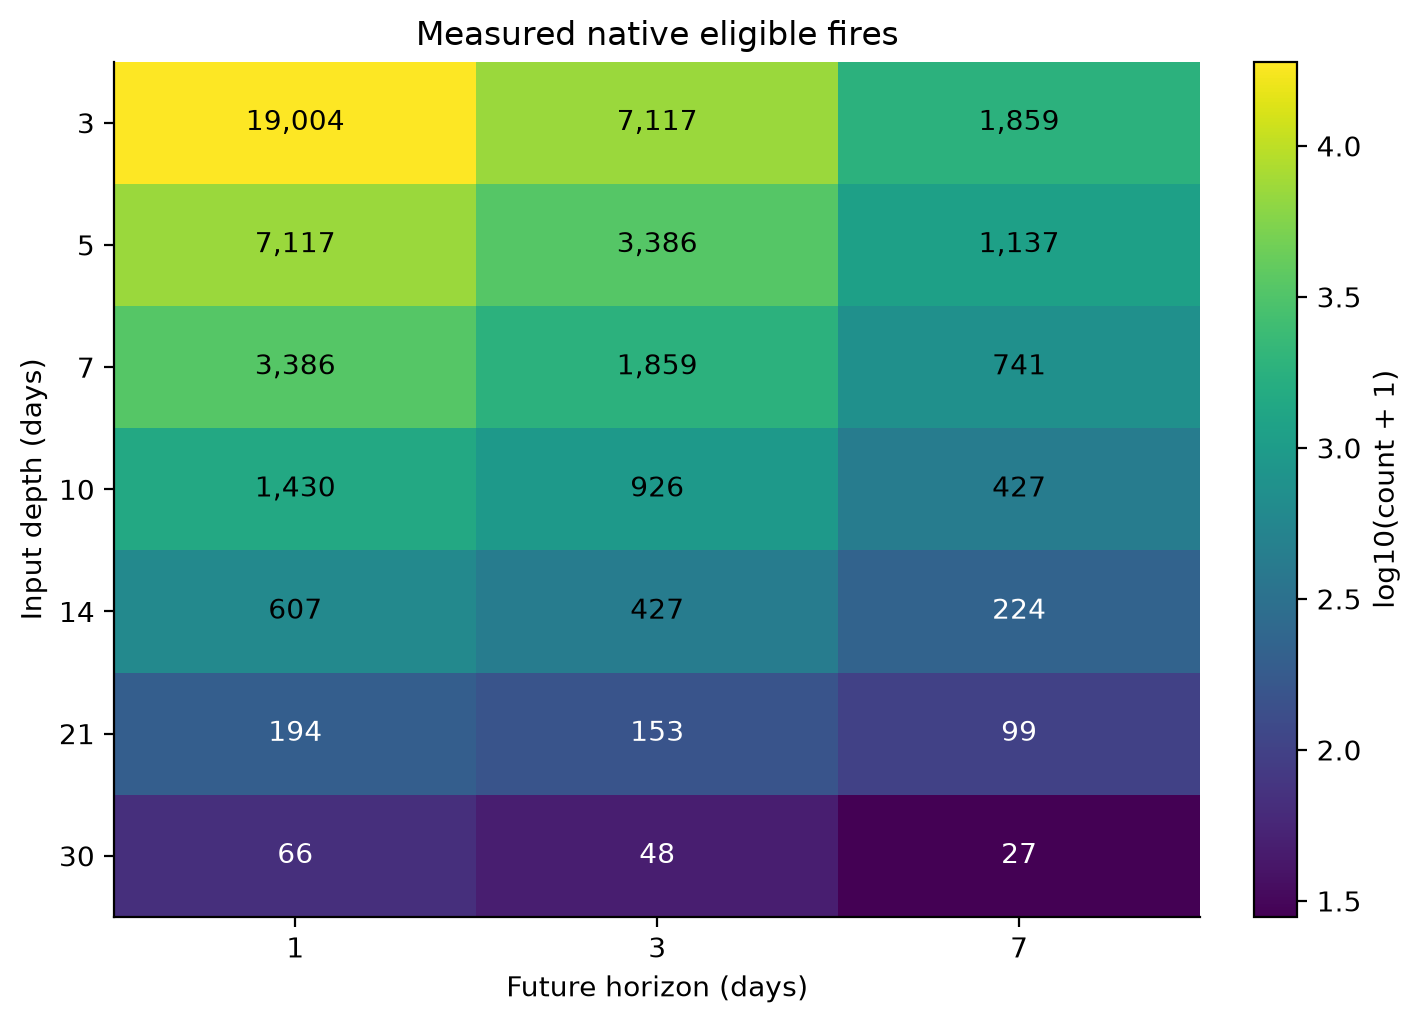 Measured native eligible fires
3 19,004 7,117 1,859
5 7,117 3,386 1,137
7 3,386 1,859 741
10 1,430 926 427
14 607 427 224
21 194 153 99
30 66 48 27
1 3 7
Future horizon (days)
Input depth (days)
4.0
3.5
3.0
2.5
2.0
1.5
log10(count + 1)